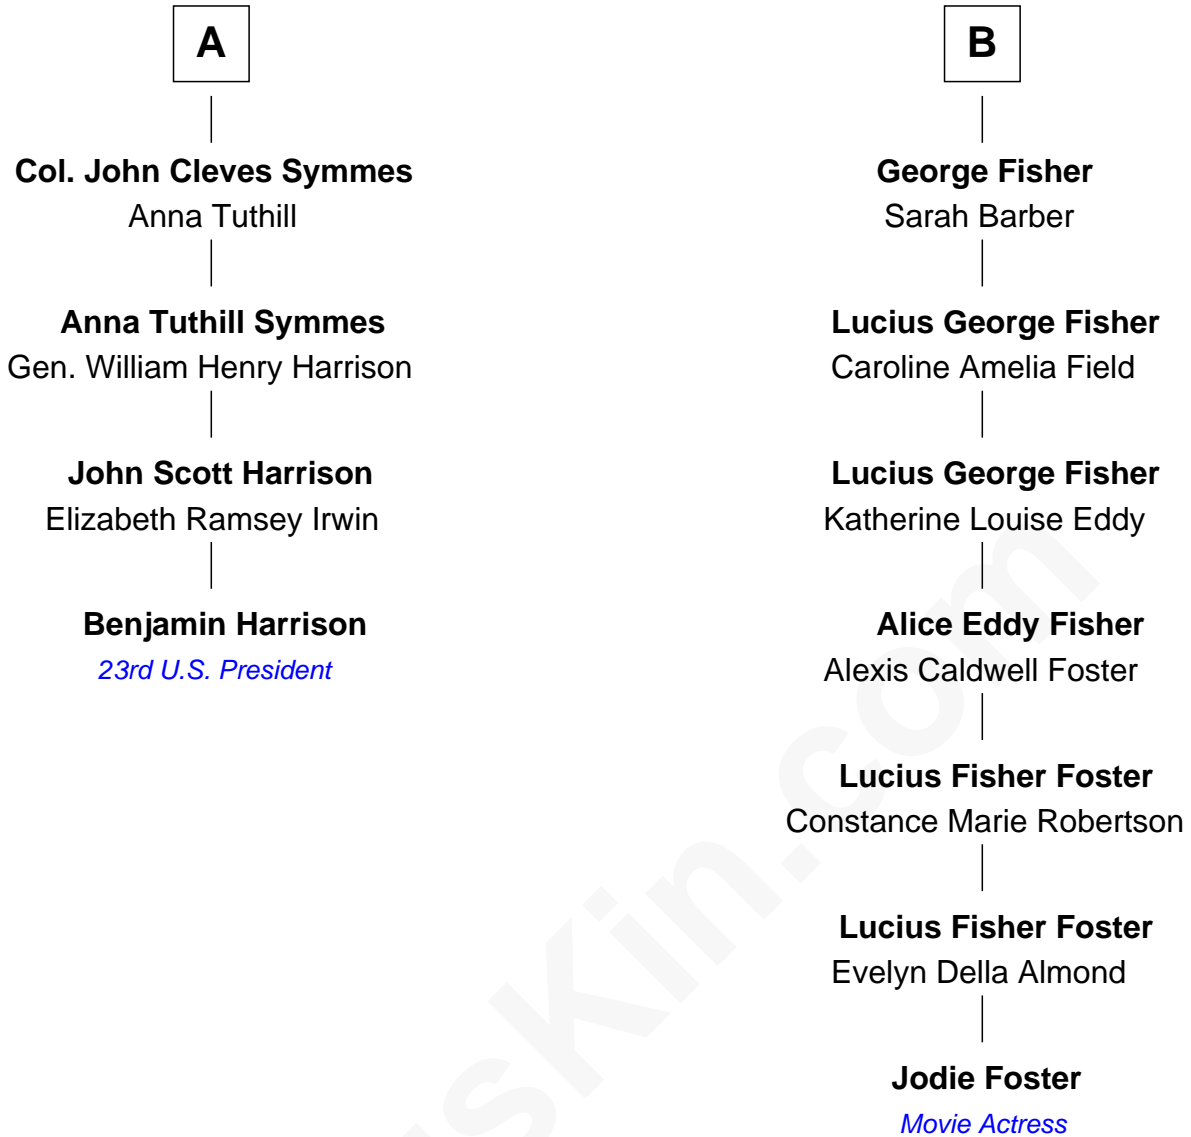 A
Col. John Cleves Symmes
Anna Tuthill
Anna Tuthill Symmes
Gen. William Henry Harrison
John Scott Harrison
Elizabeth Ramsey Irwin
Benjamin Harrison
23rd U.S. President
B
George Fisher
Sarah Barber
Lucius George Fisher
Caroline Amelia Field
Lucius George Fisher
Katherine Louise Eddy
Alice Eddy Fisher
Alexis Caldwell Foster
Lucius Fisher Foster
Constance Marie Robertson
Lucius Fisher Foster
Evelyn Della Almond
Jodie Foster
Movie Actress
usKin.com